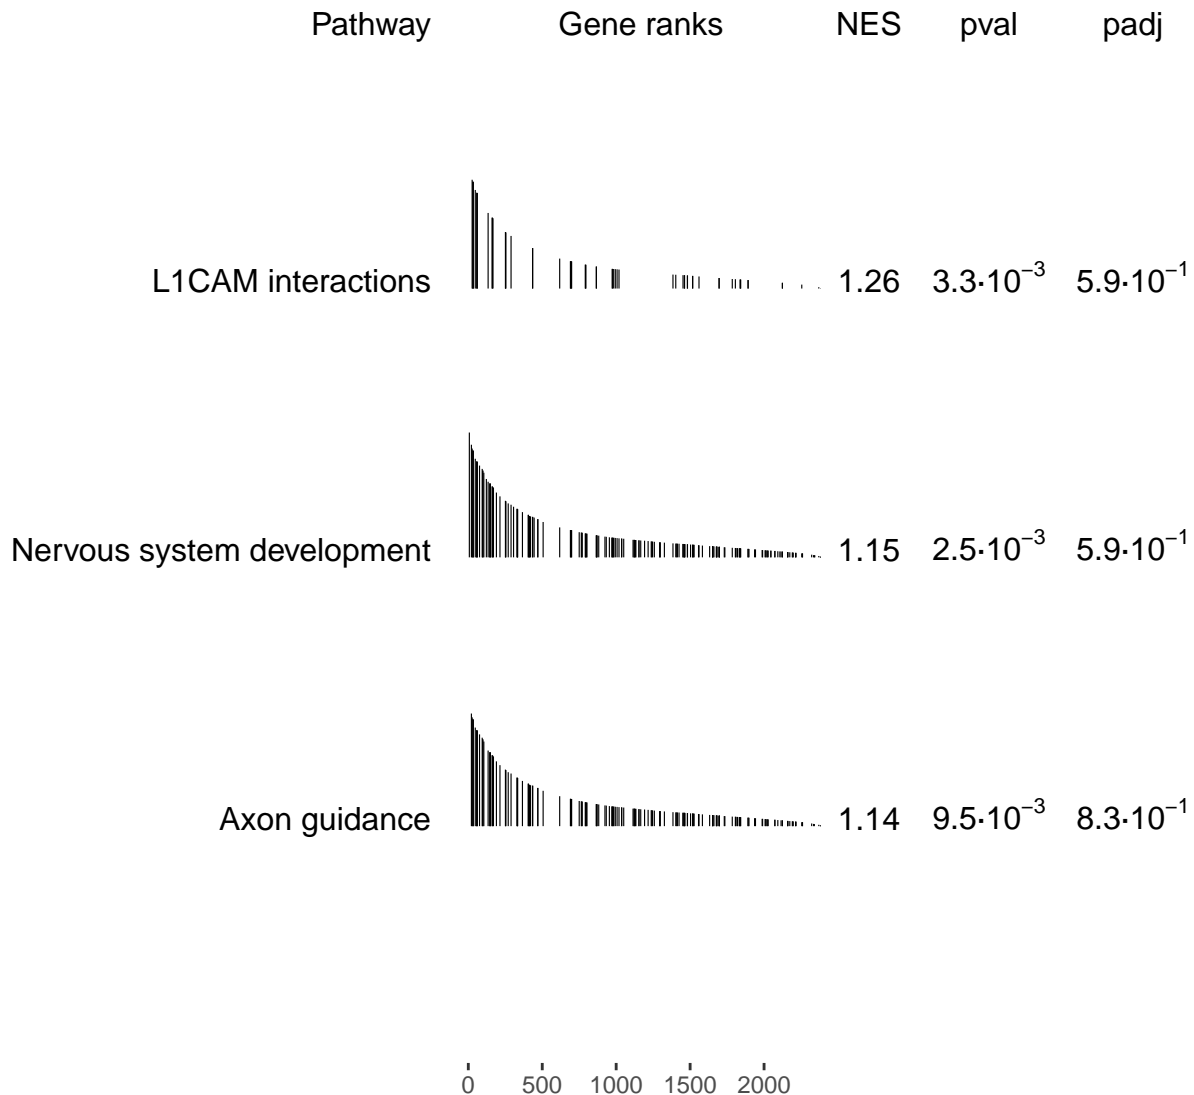 Pathway Gene ranks NES pval padj
L1CAM interactions 1.26 3.3·10⁻³ 5.9·10⁻¹
Nervous system development 1.15 2.5·10⁻³ 5.9·10⁻¹
Axon guidance 1.14 9.5·10⁻³ 8.3·10⁻¹
0 500 1000 1500 2000